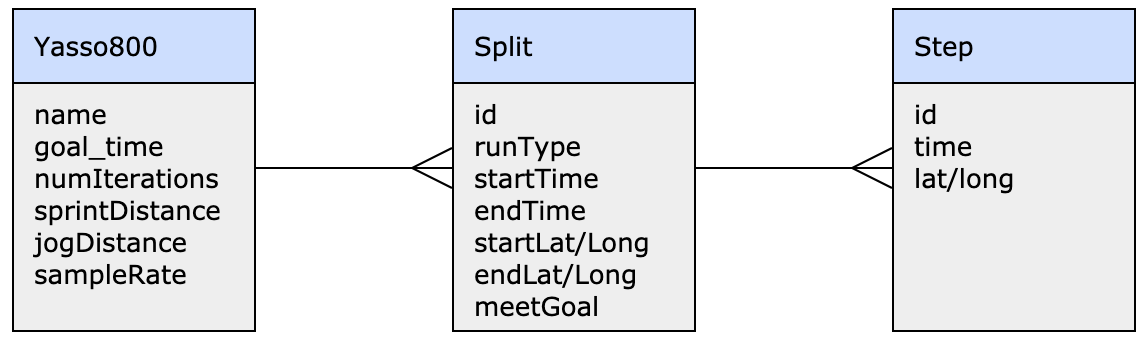 Yasso800
name
goal_time
numIterations
sprintDistance
jogDistance
sampleRate
Split
id
runType
startTime
endTime
startLat/Long
endLat/Long
meetGoal
Step
id
time
lat/long